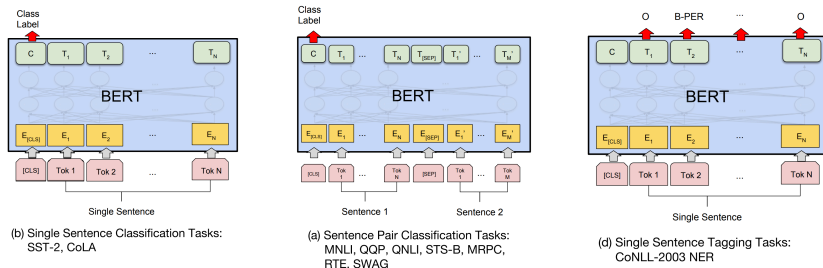 Class
Label
C T1 T2 ... TN
BERT
E[CLS] E1 E2 ... EN
[CLS] Tok 1 Tok 2 ... Tok N
Single Sentence
(b) Single Sentence Classification Tasks:
SST-2, CoLA
Class
Label
C T1 ... TN T[SEP] T1' ... TM'
BERT
E[CLS] E1 ... EN E[SEP] E1' ... EM'
[CLS] Tok 1 ... Tok N [SEP] Tok 1 ... Tok M
Sentence 1 Sentence 2
(a) Sentence Pair Classification Tasks:
MNLI, QQP, QNLI, STS-B, MRPC,
RTE, SWAG
O B-PER ... O
C T1 T2 ... TN
BERT
E[CLS] E1 E2 ... EN
[CLS] Tok 1 Tok 2 ... Tok N
Single Sentence
(d) Single Sentence Tagging Tasks:
CoNLL-2003 NER